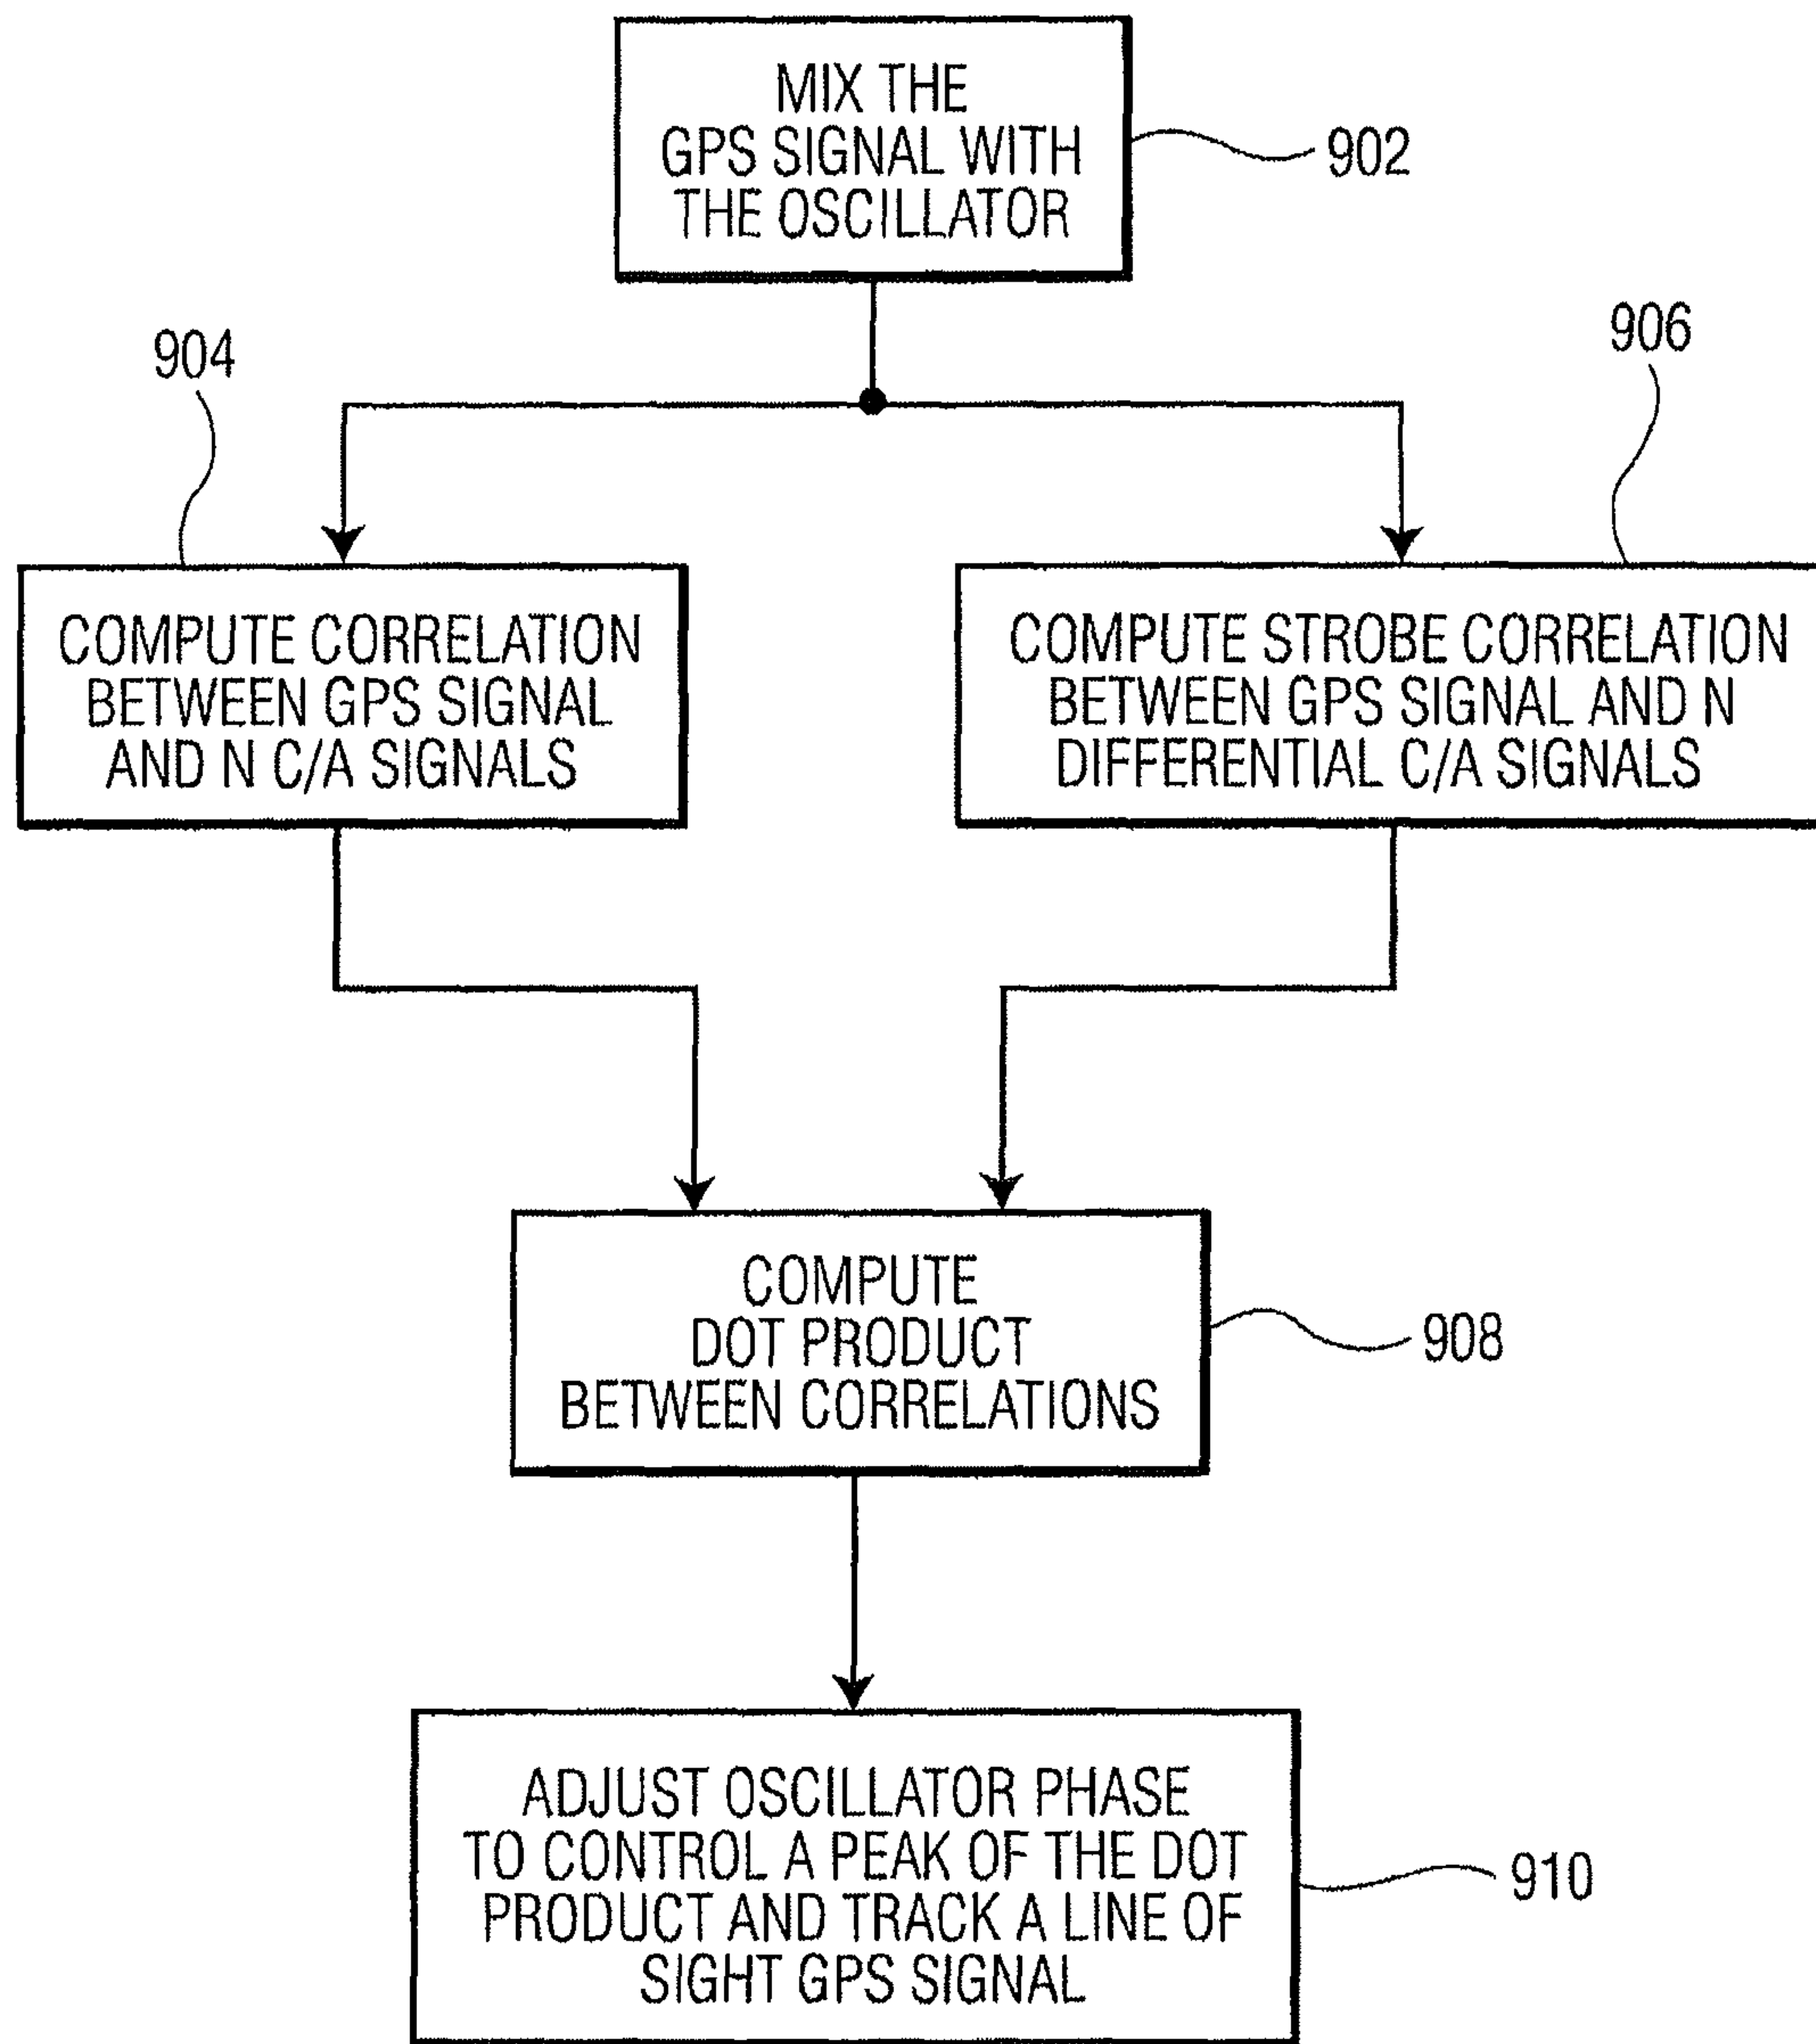 MIX THE
GPS SIGNAL WITH
THE OSCILLATOR
902
904
906
COMPUTE CORRELATION
BETWEEN GPS SIGNAL
AND N C/A SIGNALS
COMPUTE STROBE CORRELATION
BETWEEN GPS SIGNAL AND N
DIFFERENTIAL C/A SIGNALS
COMPUTE
DOT PRODUCT
BETWEEN CORRELATIONS
908
ADJUST OSCILLATOR PHASE
TO CONTROL A PEAK OF THE DOT
PRODUCT AND TRACK A LINE OF
SIGHT GPS SIGNAL
910